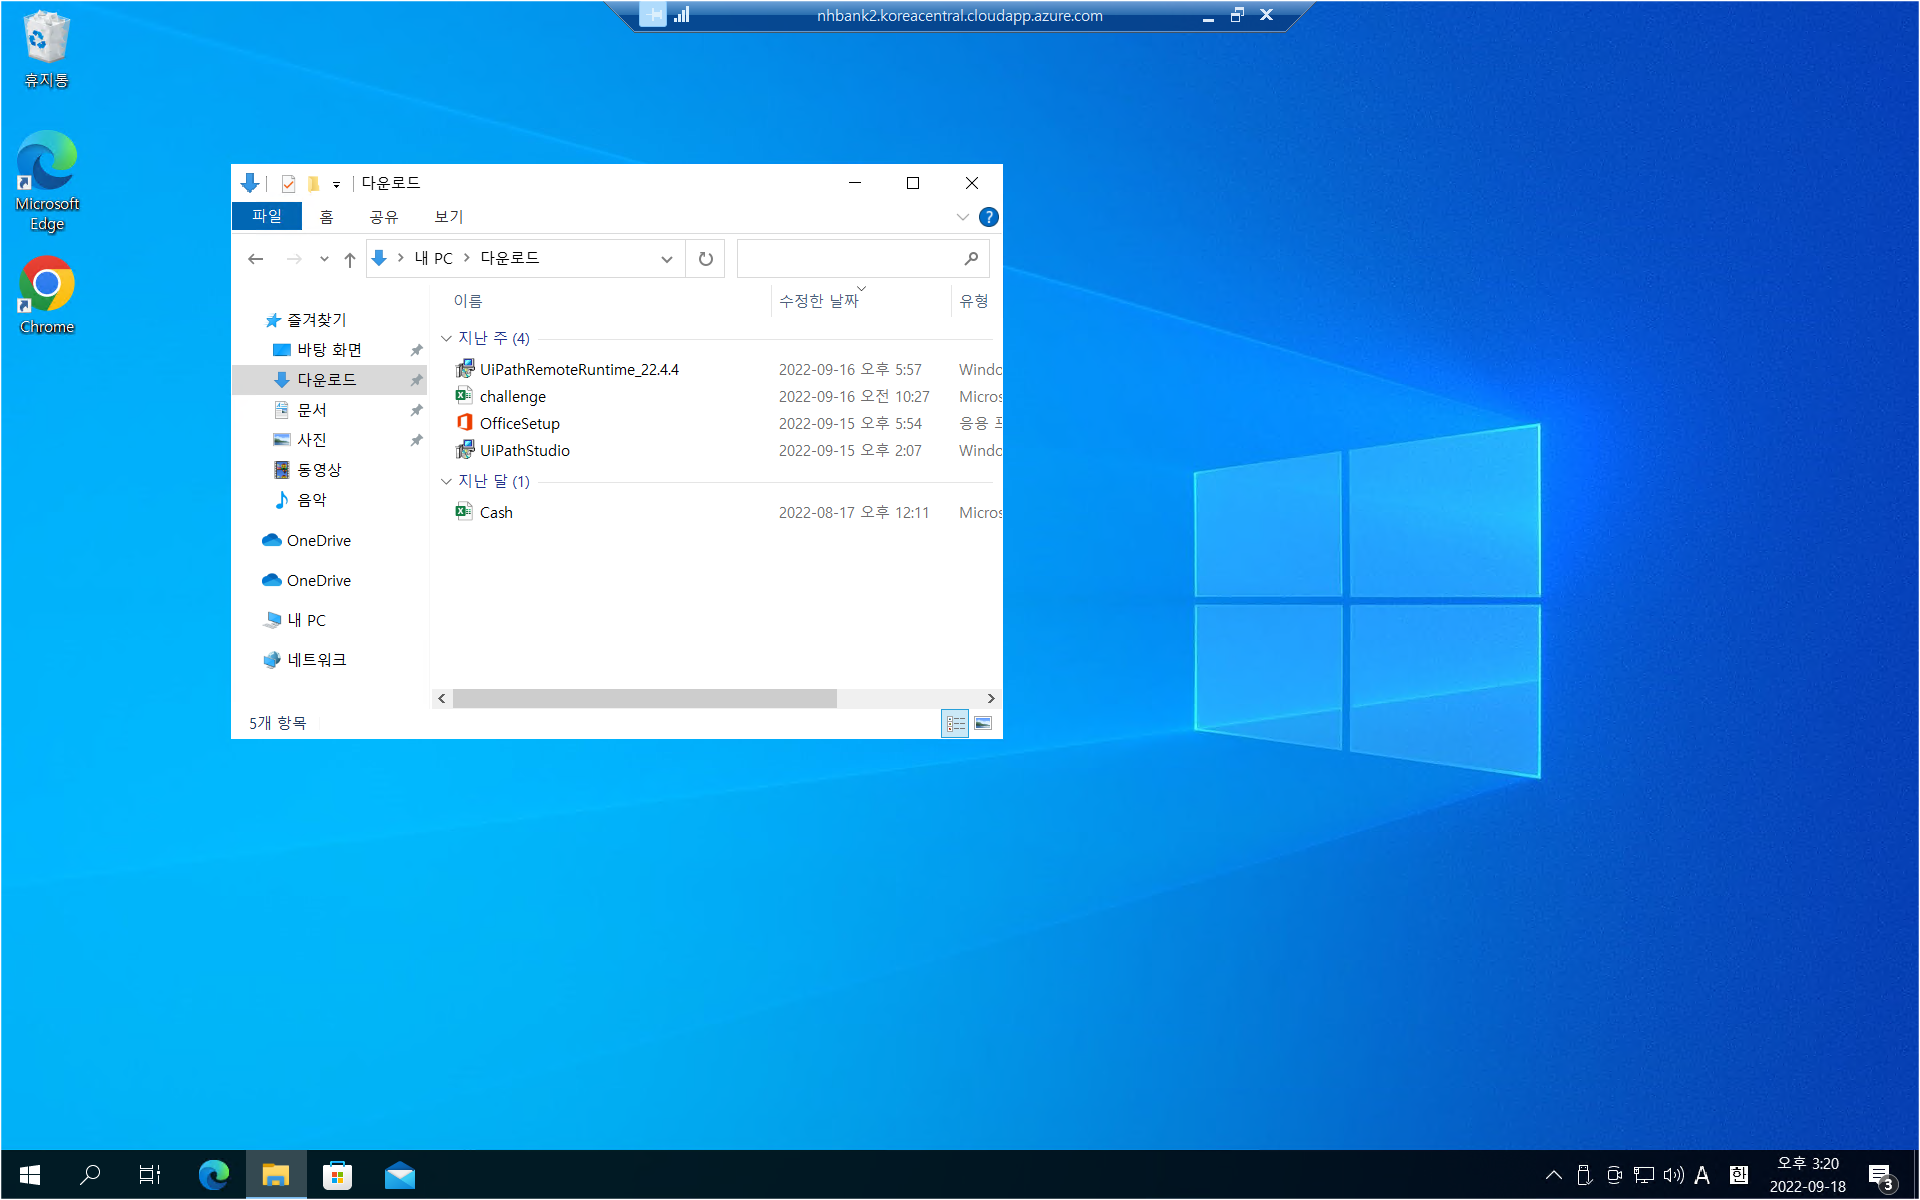 nhbank2.koreacentral.cloudapp.azure.com
휴지통
Microsoft
Edge
Chrome
다운로드
파일 홈 공유 보기
내 PC 다운로드
이름 수정한 날짜 유형
즐겨찾기
바탕 화면
다운로드
문서
사진
동영상
음악
OneDrive
OneDrive
내 PC
네트워크
지난 주 (4)
UiPathRemoteRuntime_22.4.4 2022-09-16 오후 5:57 Windo
challenge 2022-09-16 오전 10:27 Micros
OfficeSetup 2022-09-15 오후 5:54 응용 프
UiPathStudio 2022-09-15 오후 2:07 Windo
지난 달 (1)
Cash 2022-08-17 오후 12:11 Micros
5개 항목
A 한 오후 3:20
2022-09-18 3